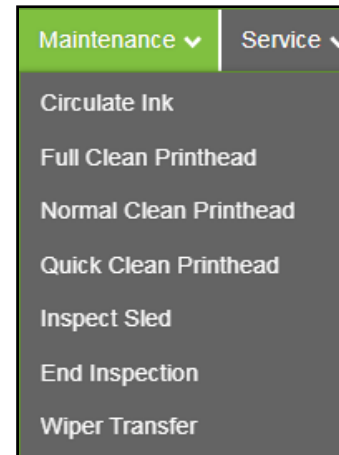 Maintenance Service
Circulate Ink
Full Clean Printhead
Normal Clean Printhead
Quick Clean Printhead
Inspect Sled
End Inspection
Wiper Transfer